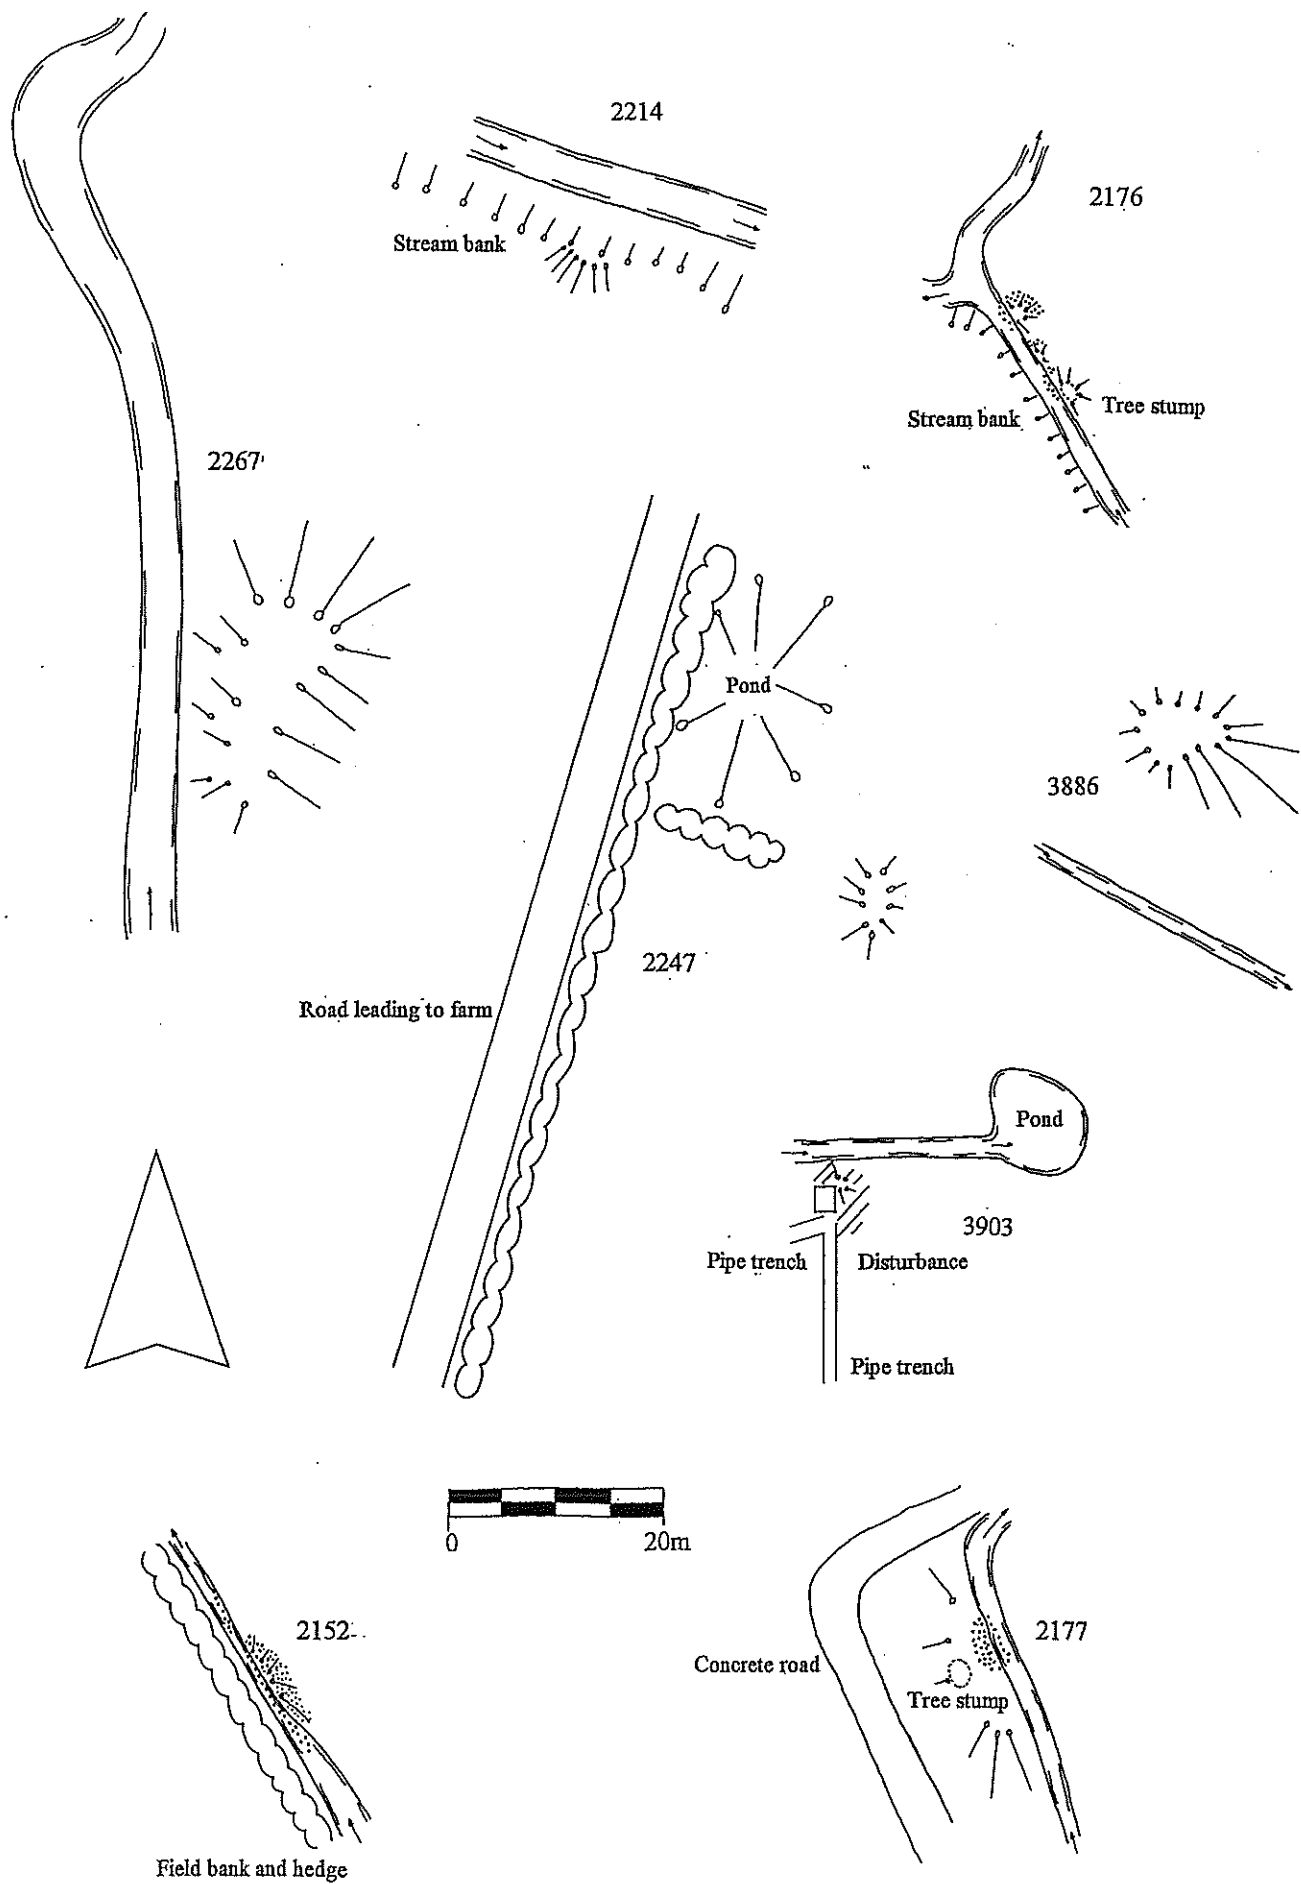 2214
2176
Stream bank
Stream bank
Tree stump
2267
Pond
3886
2247
Road leading to farm
Pond
3903
Pipe trench
Disturbance
Pipe trench
0
20m
2152
2177
Concrete road
Tree stump
Field bank and hedge